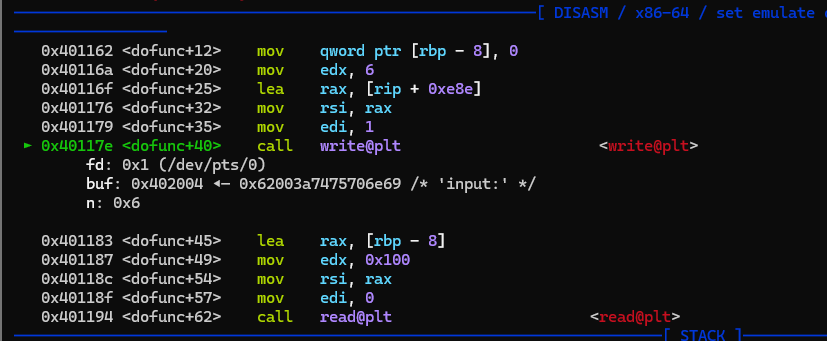 [ DISASM / x86-64 / set emulate
0x401162 <dofunc+12> mov qword ptr [rbp - 8], 0
0x40116a <dofunc+20> mov edx, 6
0x40116f <dofunc+25> lea rax, [rip + 0xe8e]
0x401176 <dofunc+32> mov rsi, rax
0x401179 <dofunc+35> mov edi, 1
► 0x40117e <dofunc+40> call write@plt <write@plt>
fd: 0x1 (/dev/pts/0)
buf: 0x402004 ◂— 0x62003a7475706e69 /* 'input:' */
n: 0x6
0x401183 <dofunc+45> lea rax, [rbp - 8]
0x401187 <dofunc+49> mov edx, 0x100
0x40118c <dofunc+54> mov rsi, rax
0x40118f <dofunc+57> mov edi, 0
0x401194 <dofunc+62> call read@plt <read@plt>
[ STACK ]